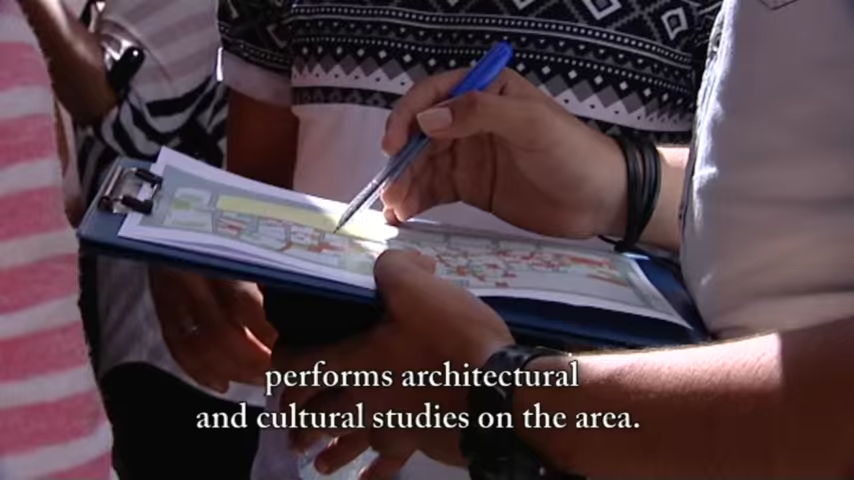 performs architectural
and cultural studies on the area.